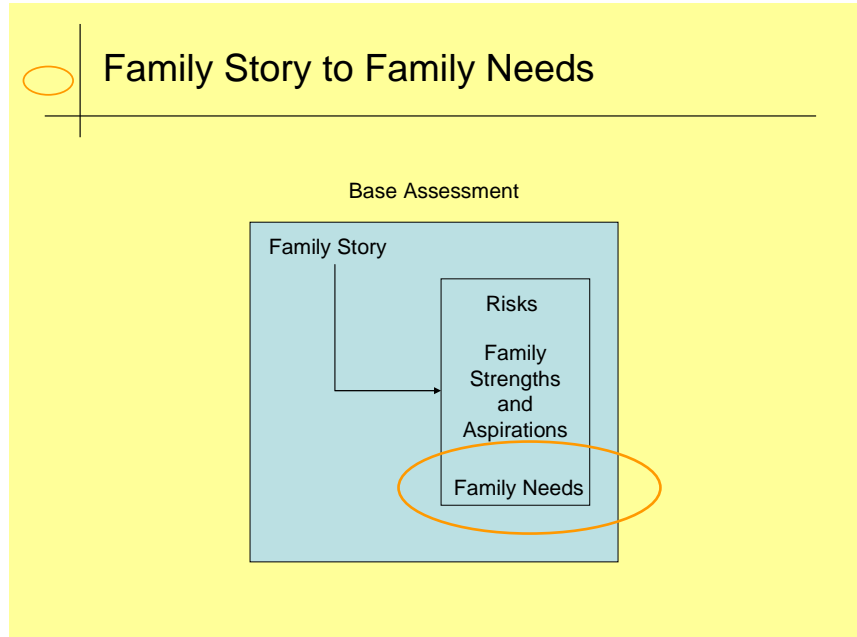 Family Story to Family Needs
Base Assessment
Family Story
Risks
Family
Strengths
and
Aspirations
Family Needs